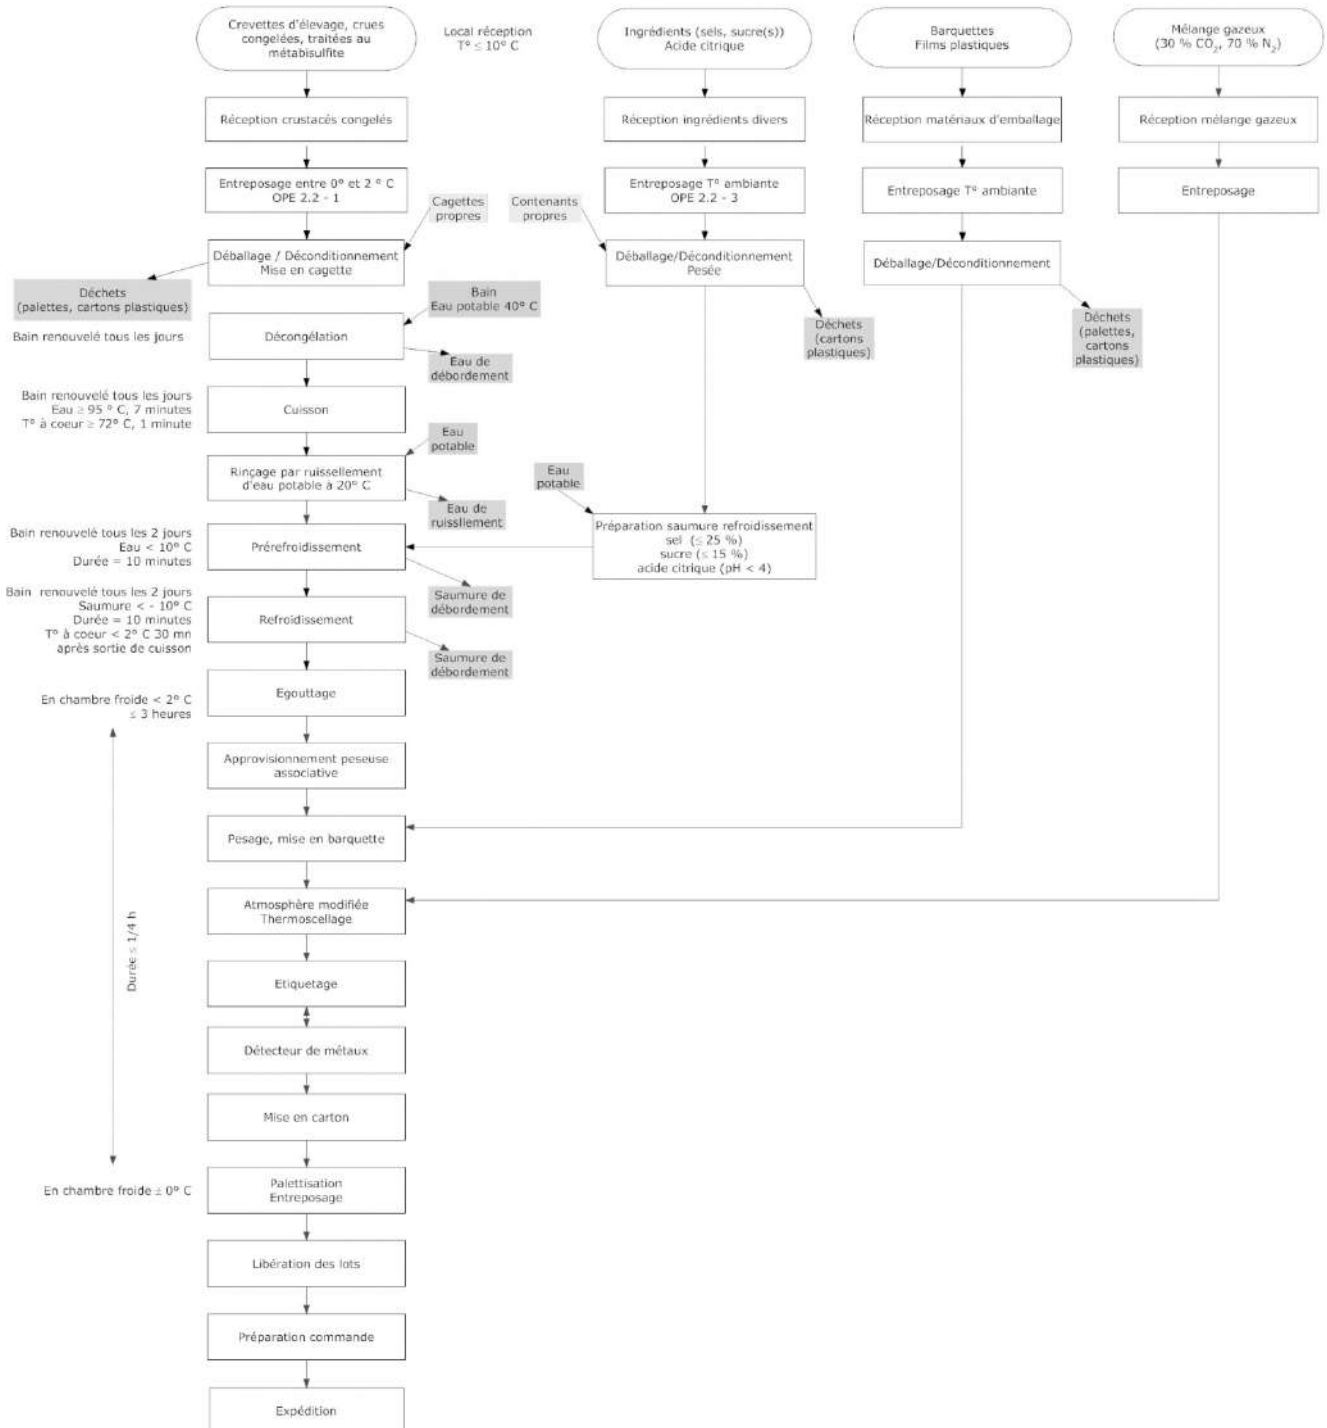 Crevettes d'élevage, crues
congelées, traitées au
métabisulfite
Local réception
T° ≤ 10° C
Ingrédients (sels, sucre(s))
Acide citrique
Barquettes
Films plastiques
Mélange gazeux
(30 % CO2, 70 % N2)
Réception crustacés congelés
Réception ingrédients divers
Réception matériaux d'emballage
Réception mélange gazeux
Entreposage entre 0° et 2 ° C
OPE 2.2 - 1
Entreposage T° ambiante
OPE 2.2 - 3
Entreposage T° ambiante
Entreposage
Cagettes
propres
Contenants
propres
Déballage / Déconditionnement
Mise en cagette
Déballage/Déconditionnement
Pesée
Déballage/Déconditionnement
Déchets
(palettes, cartons plastiques)
Bain
Eau potable 40° C
Déchets
(cartons
plastiques)
Déchets
(palettes,
cartons
plastiques)
Bain renouvelé tous les jours
Décongélation
Eau de
débordement
Bain renouvelé tous les jours
Eau ≥ 95 ° C, 7 minutes
T° à coeur ≥ 72° C, 1 minute
Cuisson
Eau
potable
Rinçage par ruissellement
d'eau potable à 20° C
Eau de
ruissllement
Eau
potable
Bain renouvelé tous les 2 jours
Eau < 10° C
Durée = 10 minutes
Prérefroidissement
Préparation saumure refroidissement
sel (≤ 25 %)
sucre (≤ 15 %)
acide citrique (pH < 4)
Saumure de
débordement
Bain renouvelé tous les 2 jours
Saumure < - 10° C
Durée = 10 minutes
T° à coeur < 2° C 30 mn
après sortie de cuisson
Refroidissement
Saumure de
débordement
En chambre froide < 2° C
≤ 3 heures
Egouttage
Approvisionnement peseuse
associative
Pesage, mise en barquette
Atmosphère modifiée
Thermoscellage
Durée ≤ 1/4 h
Etiquetage
Détecteur de métaux
Mise en carton
En chambre froide ± 0° C
Palettisation
Entreposage
Libération des lots
Préparation commande
Expédition